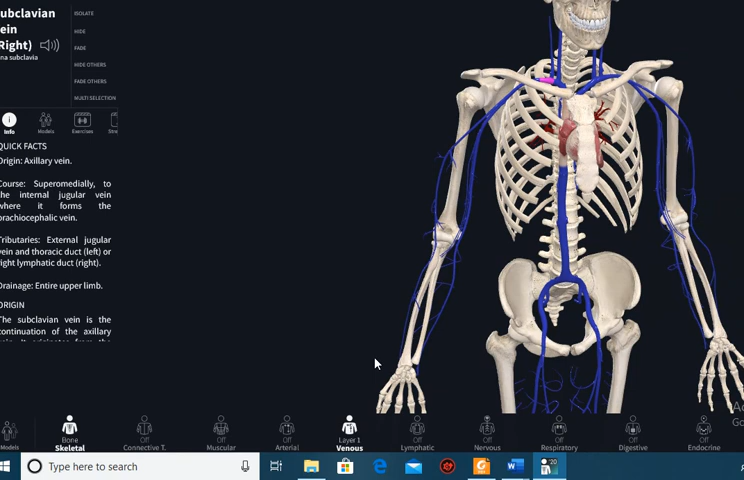 ubclavian
ein
Right)
na subclavia
ISOLATE
HIDE
FADE
HIDE OTHERS
FADE OTHERS
MULTI SELECTION
Info
Models
Exercises
Stre
QUICK FACTS
Origin: Axillary vein.
Course: Superomedially, to
the internal jugular vein
where it forms the
brachiocephalic vein.
Tributaries: External jugular
vein and thoracic duct (left) or
right lymphatic duct (right).
Drainage: Entire upper limb.
ORIGIN
The subclavian vein is the
continuation of the axillary
Models
Bone
Skeletal
Off
Connective T.
Off
Muscular
Off
Arterial
Layer 1
Venous
Off
Lymphatic
Off
Nervous
Off
Respiratory
Off
Digestive
Off
Endocrine
Ac
Go
Type here to search
'20